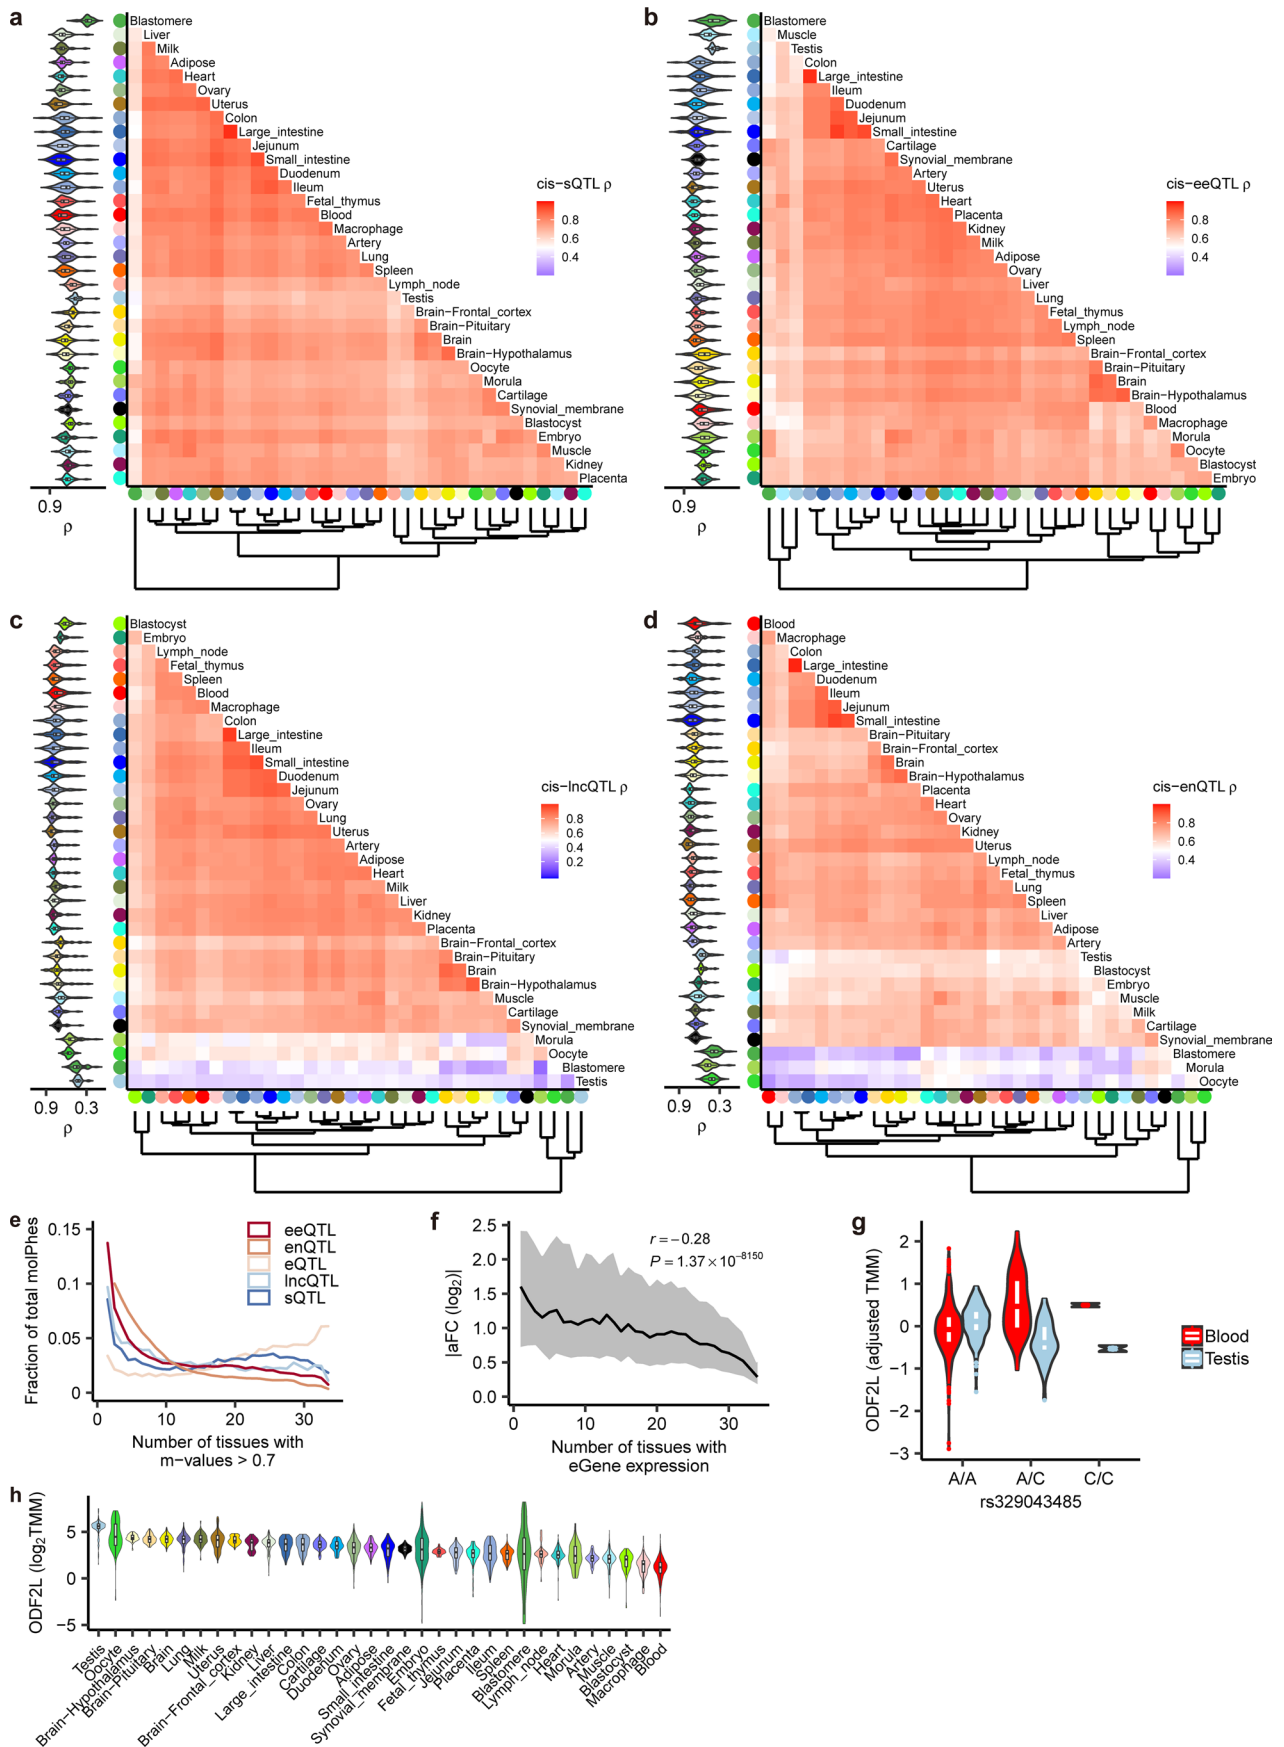 a
Blastomere
Liver
Milk
Adipose
Heart
Ovary
Uterus
Colon
Large_intestine
Jejunum
Small_intestine
Duodenum
Ileum
Fetal_thymus
Blood
Macrophage
Artery
Lung
Spleen
Lymph_node
Testis
Brain−Frontal_cortex
Brain−Pituitary
Brain
Brain−Hypothalamus
Oocyte
Morula
Cartilage
Synovial_membrane
Blastocyst
Embryo
Muscle
Kidney
Placenta
cis−sQTL ρ
0.8
0.6
0.4
0.9
ρ
b
Blastomere
Muscle
Testis
Colon
Large_intestine
Ileum
Duodenum
Jejunum
Small_intestine
Cartilage
Synovial_membrane
Artery
Uterus
Heart
Placenta
Kidney
Milk
Adipose
Ovary
Liver
Lung
Fetal_thymus
Lymph_node
Spleen
Brain−Frontal_cortex
Brain−Pituitary
Brain
Brain−Hypothalamus
Blood
Macrophage
Morula
Oocyte
Blastocyst
Embryo
cis−eeQTL ρ
0.8
0.6
0.4
0.9
ρ
c
Blastocyst
Embryo
Lymph_node
Fetal_thymus
Spleen
Blood
Macrophage
Colon
Large_intestine
Ileum
Small_intestine
Duodenum
Jejunum
Ovary
Lung
Uterus
Artery
Adipose
Heart
Milk
Liver
Kidney
Placenta
Brain−Frontal_cortex
Brain−Pituitary
Brain
Brain−Hypothalamus
Muscle
Cartilage
Synovial_membrane
Morula
Oocyte
Blastomere
Testis
cis−lncQTL ρ
0.8
0.6
0.4
0.2
0.9 0.3
ρ
d
Blood
Macrophage
Colon
Large_intestine
Duodenum
Ileum
Jejunum
Small_intestine
Brain−Pituitary
Brain−Frontal_cortex
Brain
Brain−Hypothalamus
Placenta
Heart
Ovary
Kidney
Uterus
Lymph_node
Fetal_thymus
Lung
Spleen
Liver
Adipose
Artery
Testis
Blastocyst
Embryo
Muscle
Milk
Cartilage
Synovial_membrane
Blastomere
Morula
Oocyte
cis−enQTL ρ
0.8
0.6
0.4
0.9 0.3
ρ
e
Fraction of total molPhes
0.15
0.1
0.05
0
eeQTL
enQTL
eQTL
lncQTL
sQTL
0 10 20 30
Number of tissues with
m−values > 0.7
f
|aFC (log₂)|
2.5
2.0
1.5
1.0
0.5
0.0
r = −0.28
P = 1.37 × 10⁻⁸¹⁵⁰
0 10 20 30
Number of tissues with
eGene expression
g
ODF2L (adjusted TMM)
2
1
0
−1
−2
−3
A/A A/C C/C
rs329043485
Blood
Testis
h
ODF2L (log₂TMM)
5
0
−5
Testis
Oocyte
Brain−Hypothalamus
Brain−Pituitary
Brain
Lung
Milk
Uterus
Brain−Frontal_cortex
Kidney
Liver
Large_intestine
Colon
Cartilage
Duodenum
Ovary
Adipose
Small_intestine
Synovial_membrane
Embryo
Fetal_thymus
Jejunum
Placenta
Ileum
Spleen
Blastomere
Lymph_node
Heart
Morula
Artery
Muscle
Blastocyst
Macrophage
Blood